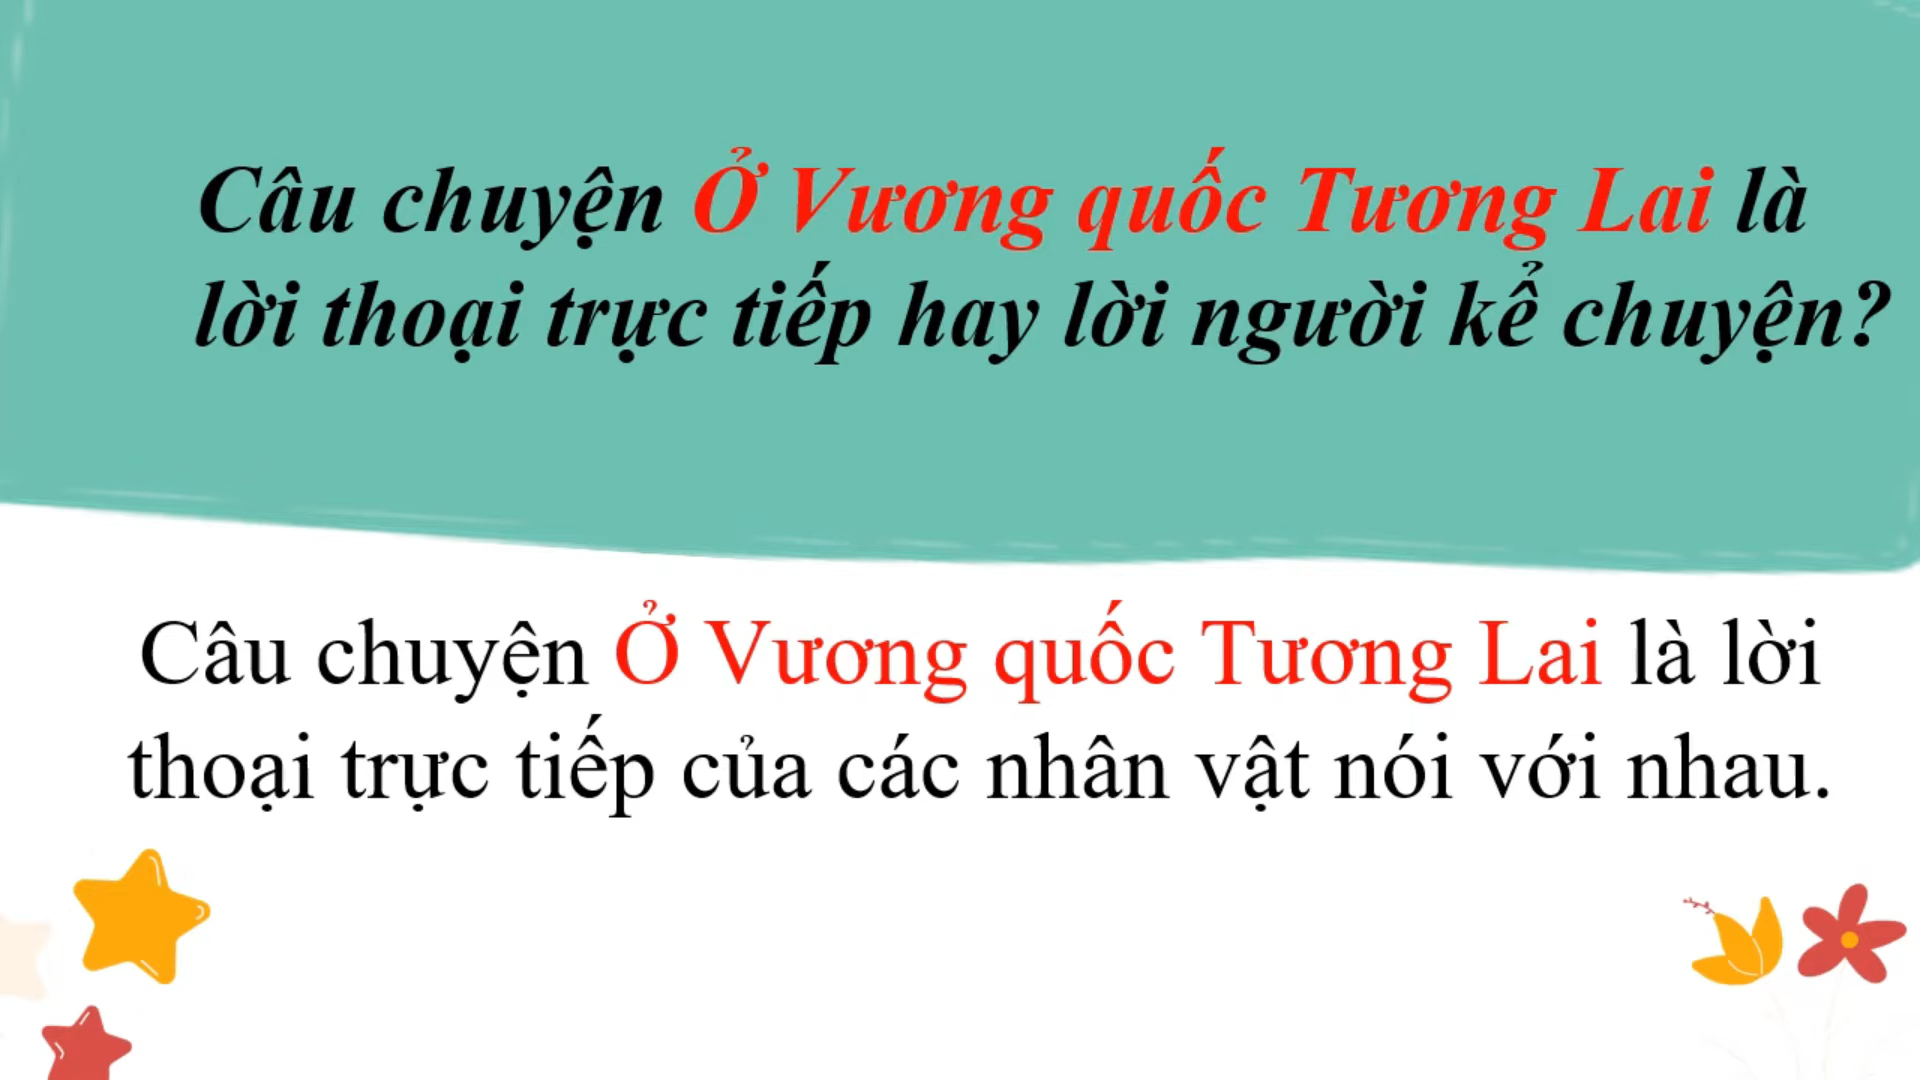 Câu chuyện Ở Vương quốc Tương Lai là
lời thoại trực tiếp hay lời người kể chuyện?
Câu chuyện Ở Vương quốc Tương Lai là lời
thoại trực tiếp của các nhân vật nói với nhau.